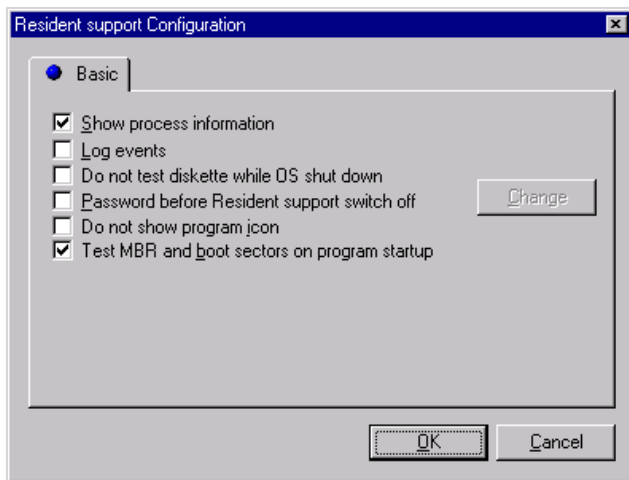 Resident support Configuration
Basic
Show process information
Log events
Do not test diskette while OS shut down
Password before Resident support switch off
Change
Do not show program icon
Test MBR and boot sectors on program startup
OK
Cancel